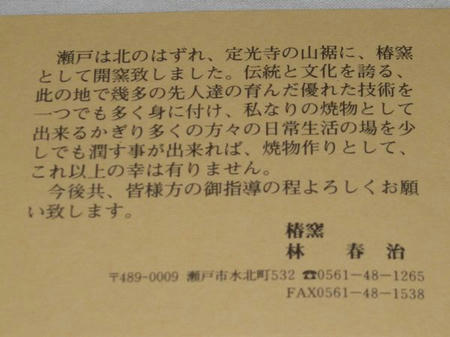 瀬戸は北のはずれ、定光寺の山裾に、椿窯
として開窯致しました。伝統と文化を誇る、
此の地で幾多の先人達の育んだ優れた技術を
一つでも多く身に付け、私なりの焼物として
出来るかぎり多くの方々の日常生活の場を少
しでも潤す事が出来れば、焼物作りとして、
これ以上の幸は有りません。
今後共、皆様方の御指導の程よろしくお願
い致します。
椿窯
林 春治
〒489-0009 瀬戸市水北町532 ☎0561-48-1265
FAX0561-48-1538